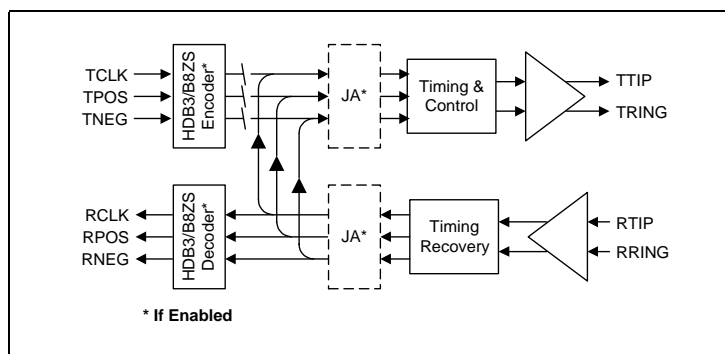 TCLK
TPOS
TNEG
HDB3/B8ZS
Encoder*
JA*
Timing &
Control
TTIP
TRING
RCLK
RPOS
RNEG
HDB3/B8ZS
Decoder*
JA*
Timing
Recovery
RTIP
RRING
* If Enabled